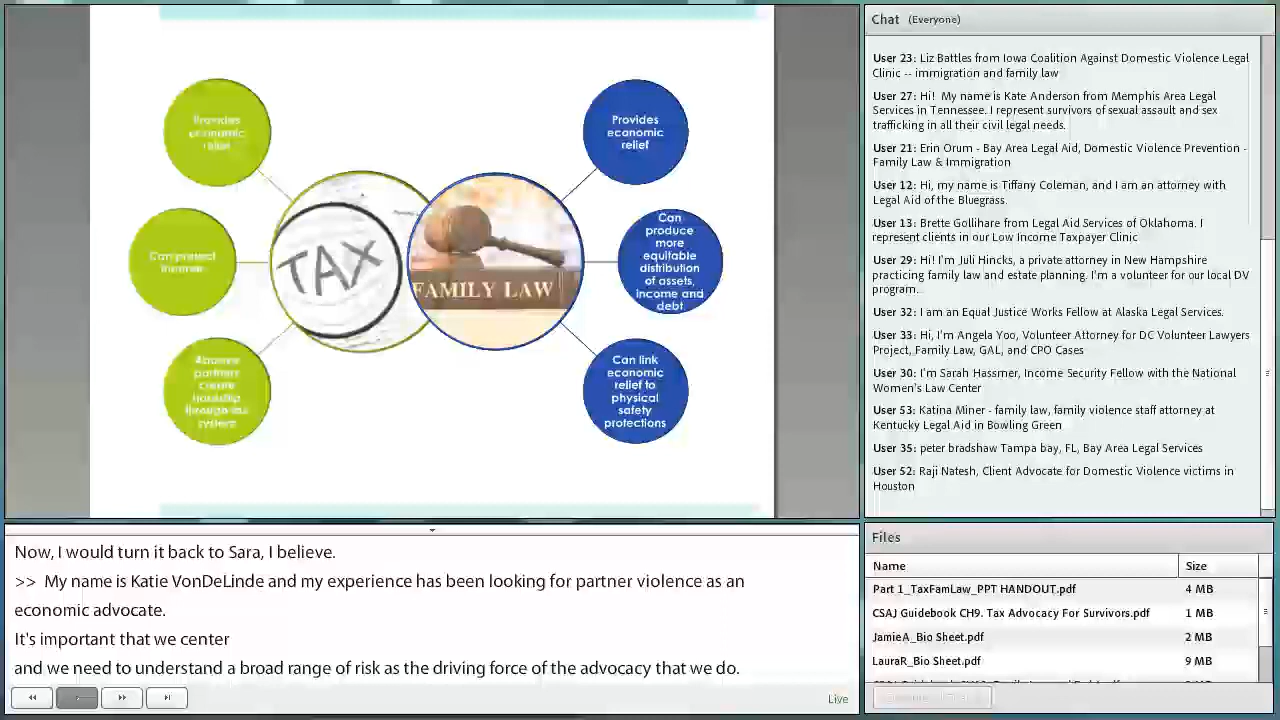 Provides
economic
relief
Can protect
income
Abusive
partners
create
hardship
through tax
system
TAX
FAMILY LAW
Provides
economic
relief
Can
produce
more
equitable
distribution
of assets,
income and
debt
Can link
economic
relief to
physical
safety
protections
Now, I would turn it back to Sara, I believe.
>> My name is Katie VonDeLinde and my experience has been looking for partner violence as an
economic advocate.
It's important that we center
and we need to understand a broad range of risk as the driving force of the advocacy that we do.
Live
Chat (Everyone)
User 23: Liz Battles from Iowa Coalition Against Domestic Violence Legal
Clinic -- immigration and family law
User 27: Hi! My name is Kate Anderson from Memphis Area Legal
Services in Tennessee. I represent survivors of sexual assault and sex
trafficking in all their civil legal needs.
User 21: Erin Orum - Bay Area Legal Aid, Domestic Violence Prevention -
Family Law & Immigration
User 12: Hi, my name is Tiffany Coleman, and I am an attorney with
Legal Aid of the Bluegrass.
User 13: Brette Gollihare from Legal Aid Services of Oklahoma. I
represent clients in our Low Income Taxpayer Clinic
User 29: Hi! I'm Juli Hincks, a private attorney in New Hampshire
practicing family law and estate planning. I'm a volunteer for our local DV
program.
User 32: I am an Equal Justice Works Fellow at Alaska Legal Services.
User 33: Hi, I'm Angela Yoo, Volunteer Attorney for DC Volunteer Lawyers
Project, Family Law, GAL, and CPO Cases
User 30: I'm Sarah Hassmer, Income Security Fellow with the National
Women's Law Center
User 53: Katina Miner - family law, family violence staff attorney at
Kentucky Legal Aid in Bowling Green
User 35: peter bradshaw Tampa bay, FL, Bay Area Legal Services
User 52: Raji Natesh, Client Advocate for Domestic Violence victims in
Houston
Files
Name Size
Part 1_TaxFamLaw_PPT HANDOUT.pdf 4 MB
CSAJ Guidebook CH9. Tax Advocacy For Survivors.pdf 1 MB
JamieA_Bio Sheet.pdf 2 MB
LauraR_Bio Sheet.pdf 9 MB